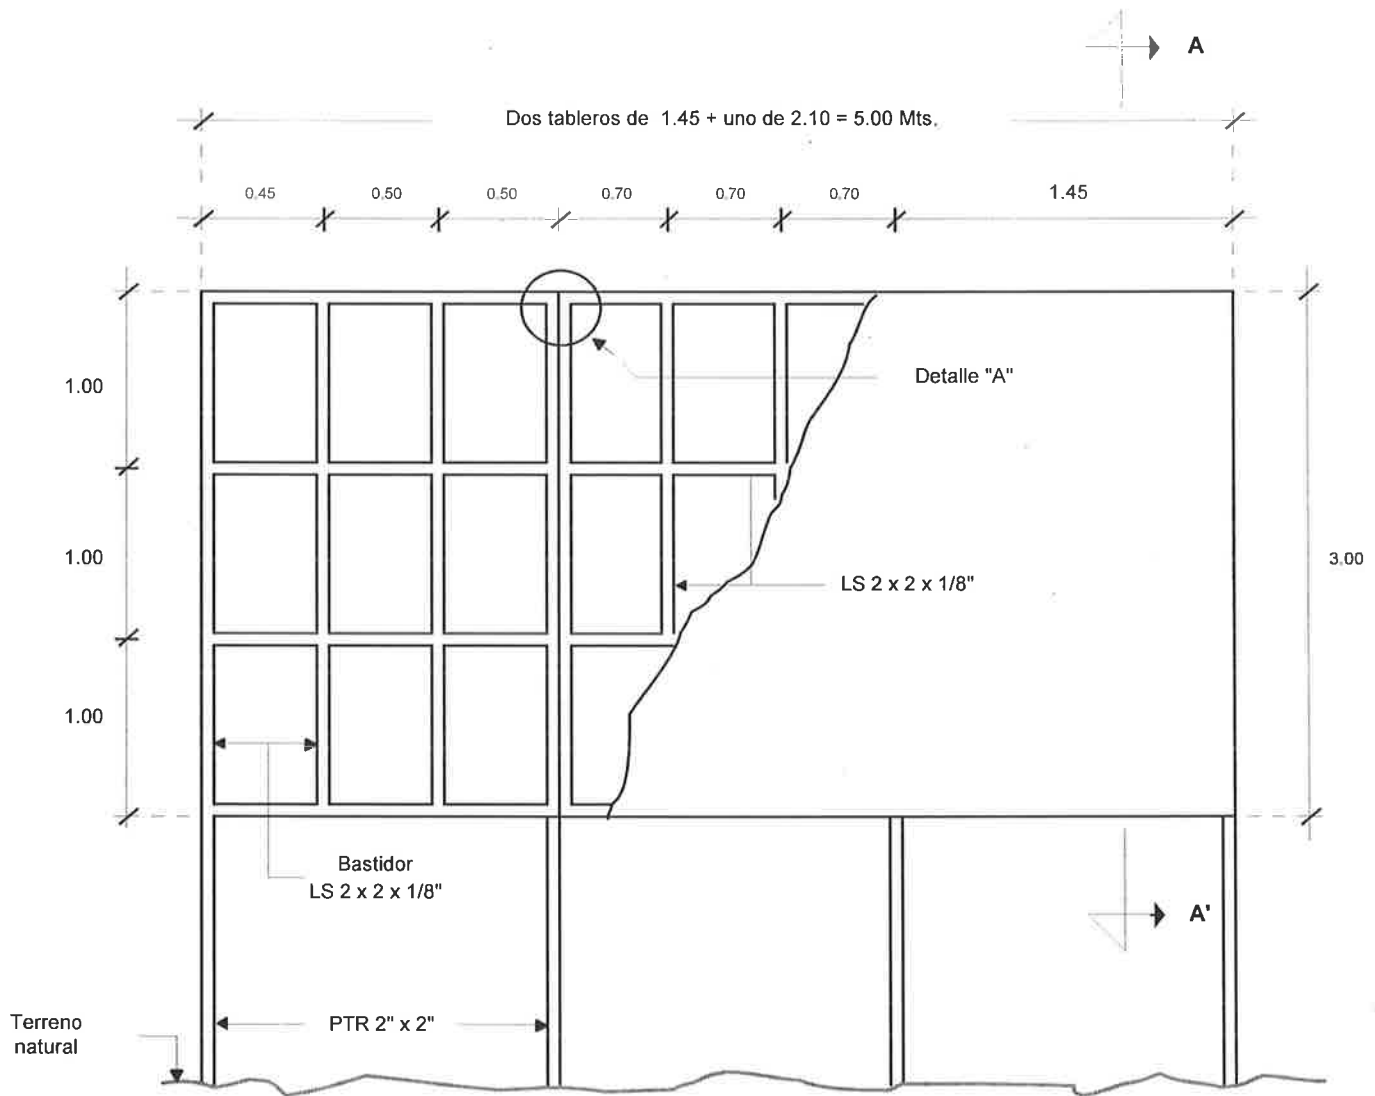 A
Dos tableros de 1.45 + uno de 2.10 = 5.00 Mts.
0.45 0.50 0.50 0.70 0.70 0.70 1.45
1.00
Detalle "A"
1.00
3.00
LS 2 x 2 x 1/8"
1.00
Bastidor
LS 2 x 2 x 1/8"
A'
Terreno
natural
PTR 2" x 2"